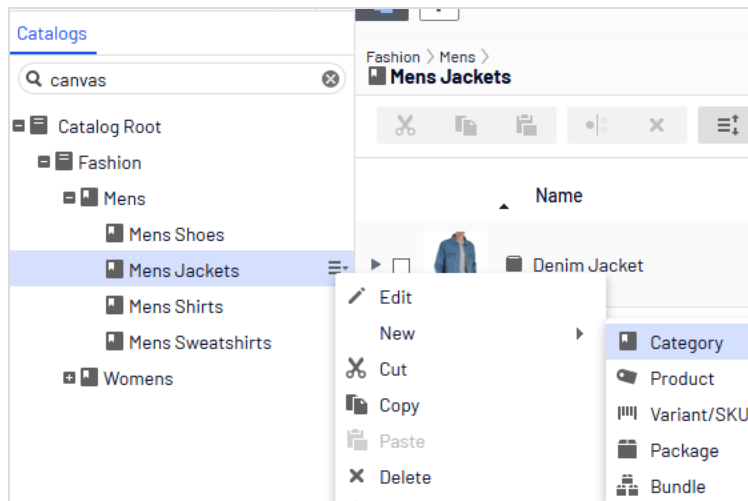 Catalogs
canvas
Catalog Root
Fashion
Mens
Mens Shoes
Mens Jackets
Mens Shirts
Mens Sweatshirts
Womens
Fashion > Mens >
Mens Jackets
Name
Denim Jacket
Edit
New
Cut
Copy
Paste
Delete
Category
Product
Variant/SKU
Package
Bundle